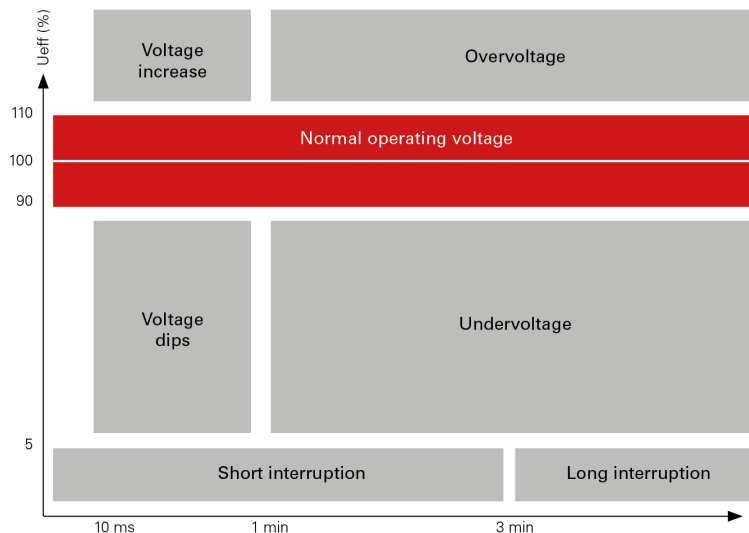 Ueff (%)
Voltage
increase
Overvoltage
110
Normal operating voltage
100
90
Voltage
dips
Undervoltage
5
Short interruption
Long interruption
10 ms
1 min
3 min